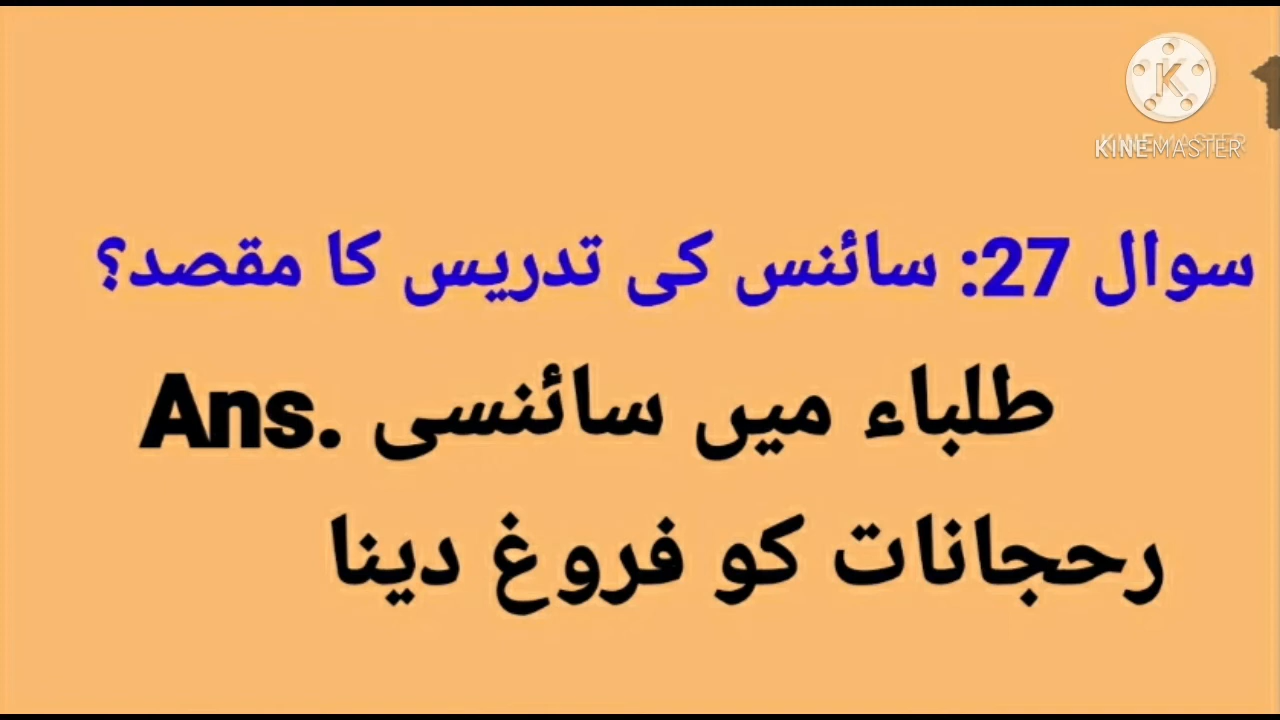 KINEMASTER
سوال 27: سائنس کی تدریس کا مقصد؟
طلباء میں سائنسی .Ans
رحجانات کو فروغ دینا